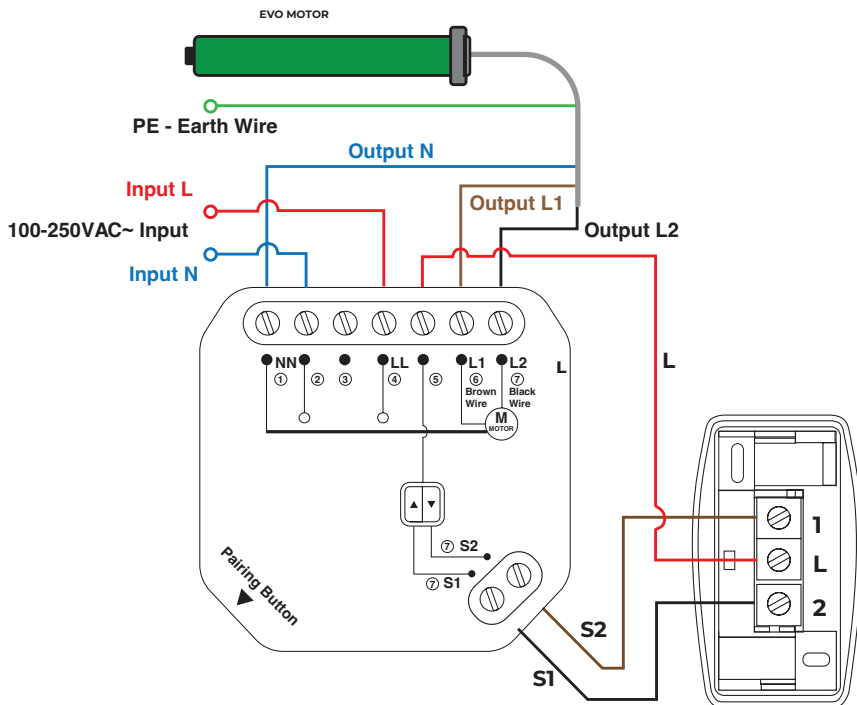 EVO MOTOR
PE - Earth Wire
Output N
Input L
Output L1
100-250VAC~ Input
Output L2
Input N
NN LL L1 L2 L
① ② ③ ④ ⑤ ⑥ ⑦
Brown Wire
Black Wire
M
MOTOR
L
▲ ▼
⑦ S2
⑦ S1
Pairing Button
1
L
2
S2
S1